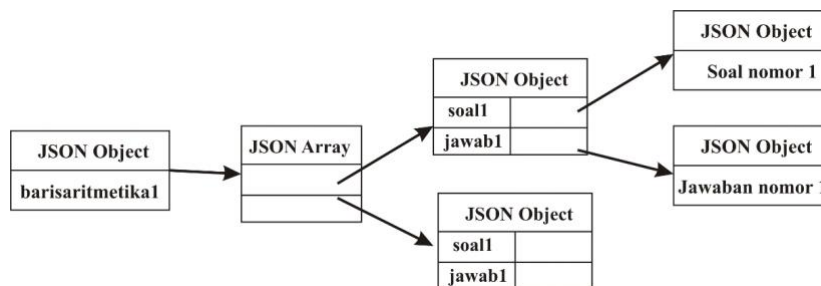 JSON Object
barisaritmetika1
JSON Array
JSON Object
soal1
jawab1
JSON Object
Soal nomor 1
JSON Object
Jawaban nomor 1
JSON Object
soal1
jawab1